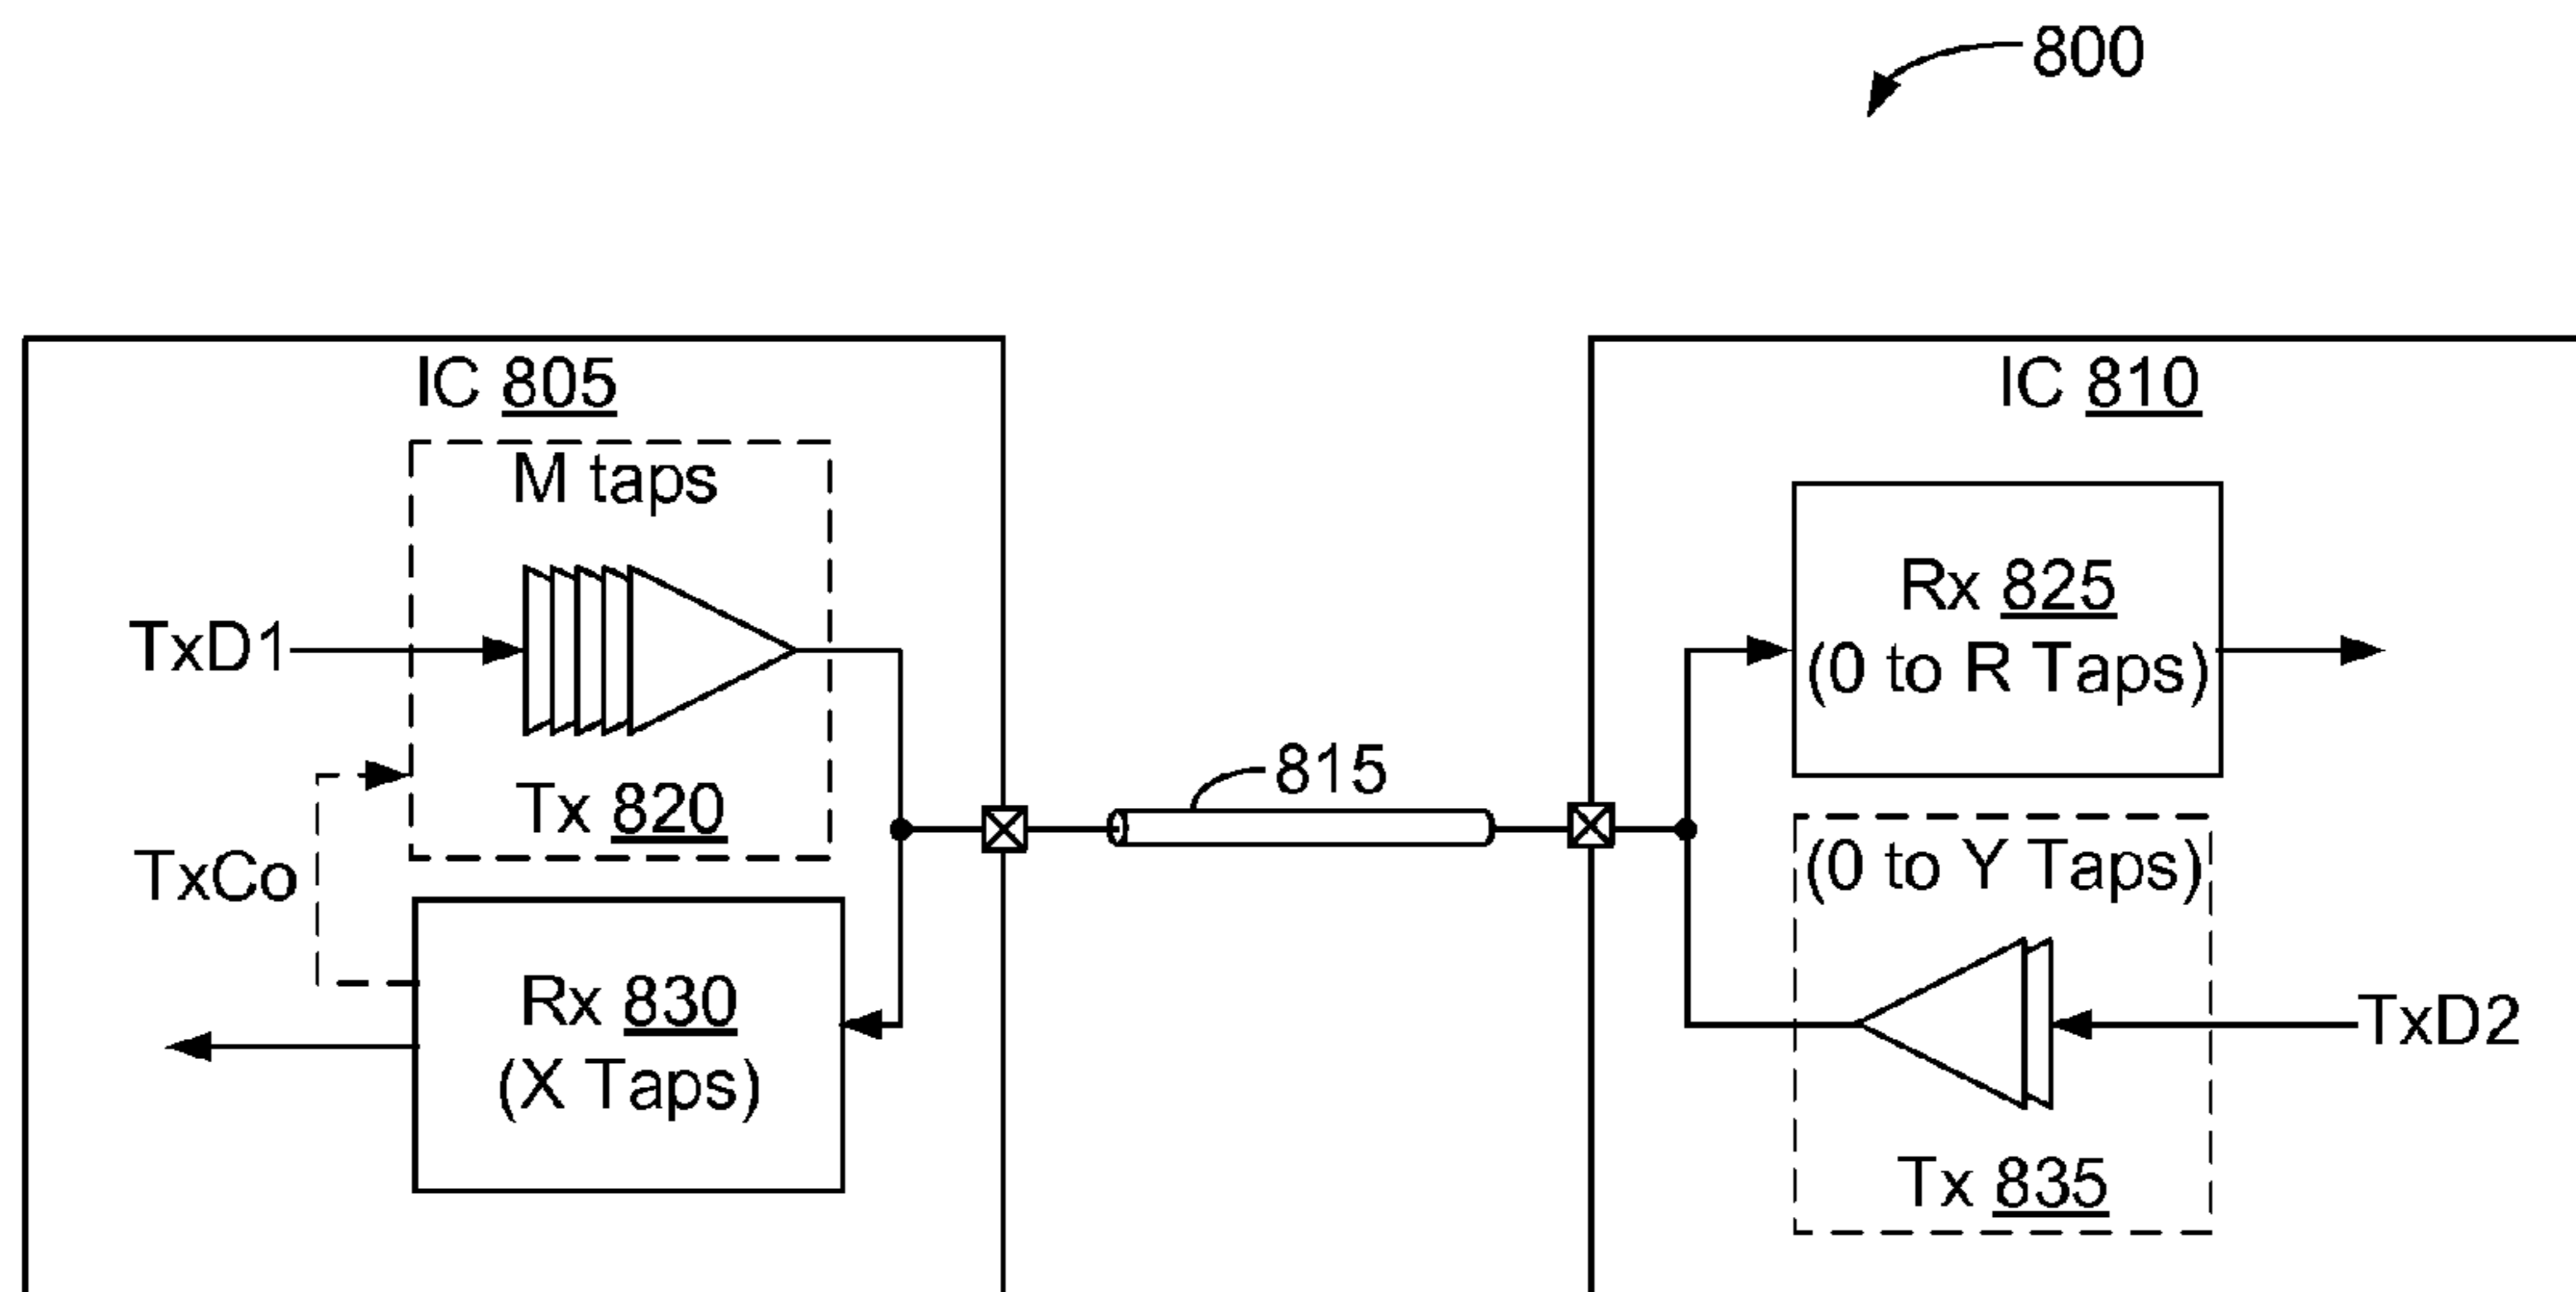 800
IC 805
M taps
TxD1
Tx 820
TxCo
Rx 830
(X Taps)
815
IC 810
Rx 825
(0 to R Taps)
(0 to Y Taps)
TxD2
Tx 835